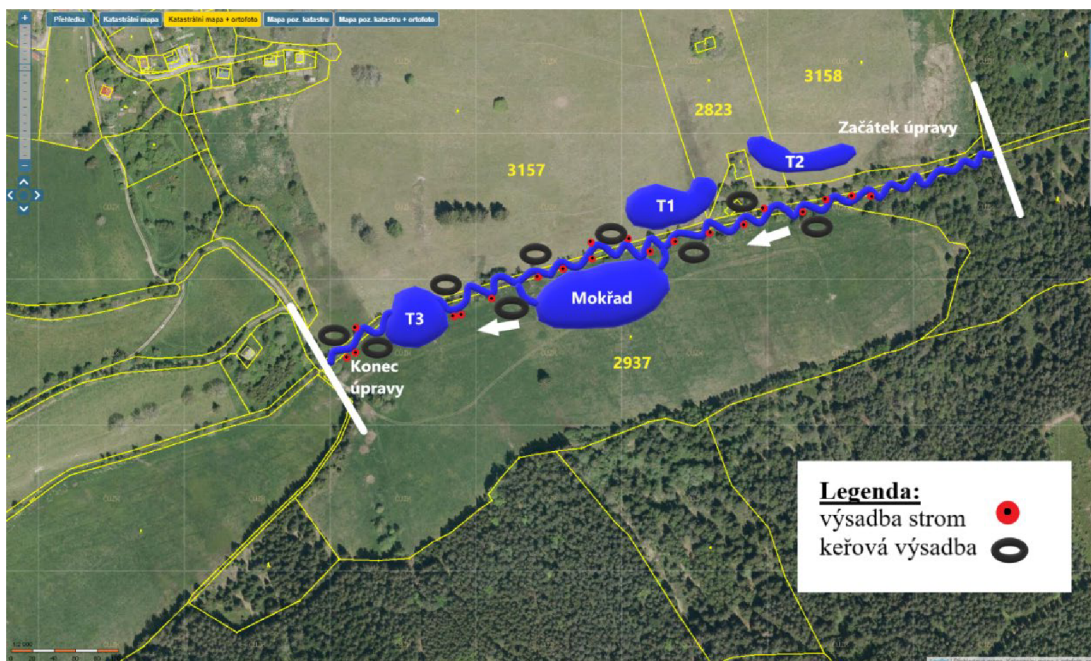 Přehledka
Katastrální mapa
Katastrální mapa + ortofoto
Mapa poz. katastru
Mapa poz. katastru + ortofoto
3158
2823
Začátek úpravy
T2
3157
T1
Mokřad
T3
2937
Konec
úpravy
Legenda:
výsadba strom
keřová výsadba